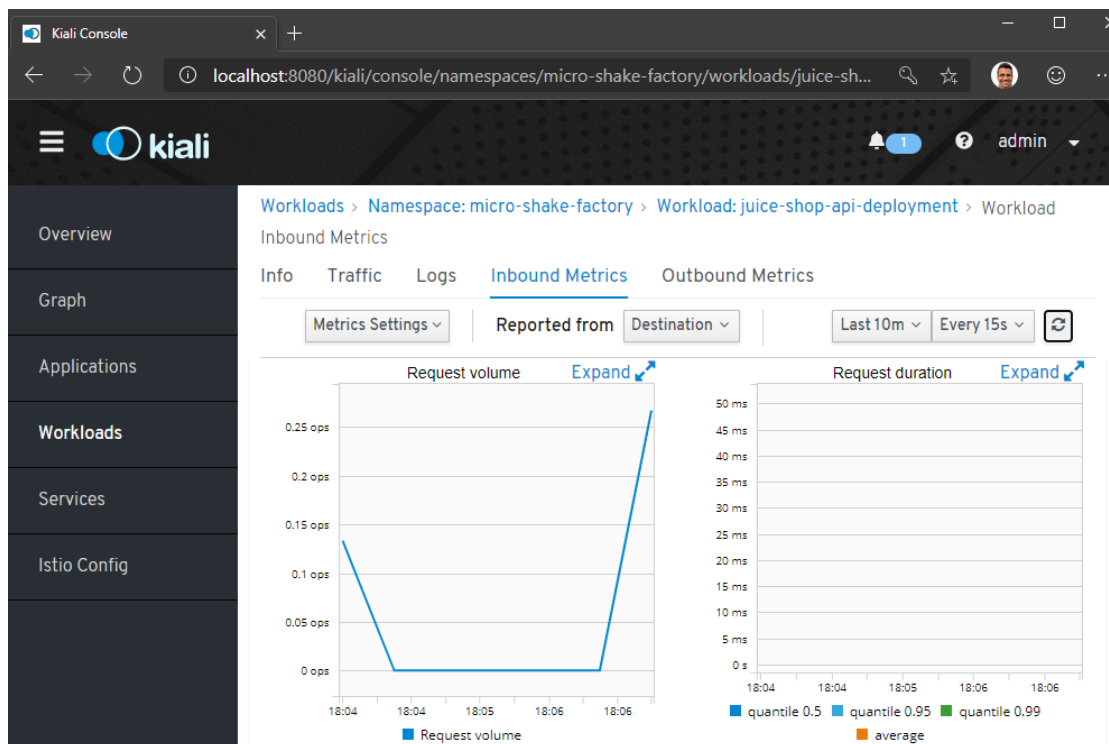 Kiali Console
localhost:8080/kiali/console/namespaces/micro-shake-factory/workloads/juice-sh...
kiali
1
admin
Overview
Graph
Applications
Workloads
Services
Istio Config
Workloads > Namespace: micro-shake-factory > Workload: juice-shop-api-deployment > Workload
Inbound Metrics
Info Traffic Logs Inbound Metrics Outbound Metrics
Metrics Settings Reported from Destination Last 10m Every 15s
Request volume Expand
0.25 ops
0.2 ops
0.15 ops
0.1 ops
0.05 ops
0 ops
18:04 18:04 18:05 18:06 18:06
Request volume
Request duration Expand
50 ms
45 ms
40 ms
35 ms
30 ms
25 ms
20 ms
15 ms
10 ms
5 ms
0 s
18:04 18:04 18:05 18:06 18:06
quantile 0.5 quantile 0.95 quantile 0.99
average